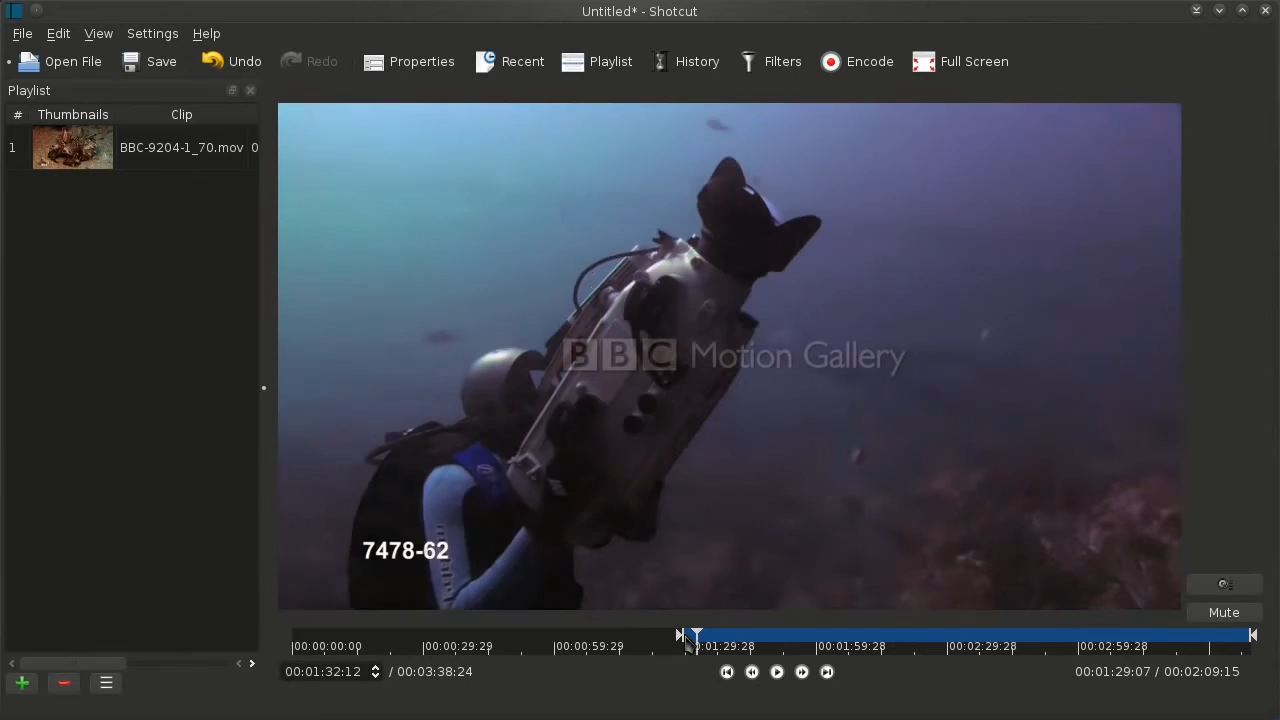 Untitled* - Shotcut
File Edit View Settings Help
Open File Save Undo Redo Properties Recent Playlist History Filters Encode Full Screen
Playlist
# Thumbnails Clip
1 BBC-9204-1_70.mov 0
BBC Motion Gallery
7478-62
Mute
00:00:00:00 00:00:29:29 00:00:59:29 0:01:29:28 00:01:59:28 00:02:29:28 00:02:59:28
00:01:32:12 / 00:03:38:24 00:01:29:07 / 00:02:09:15